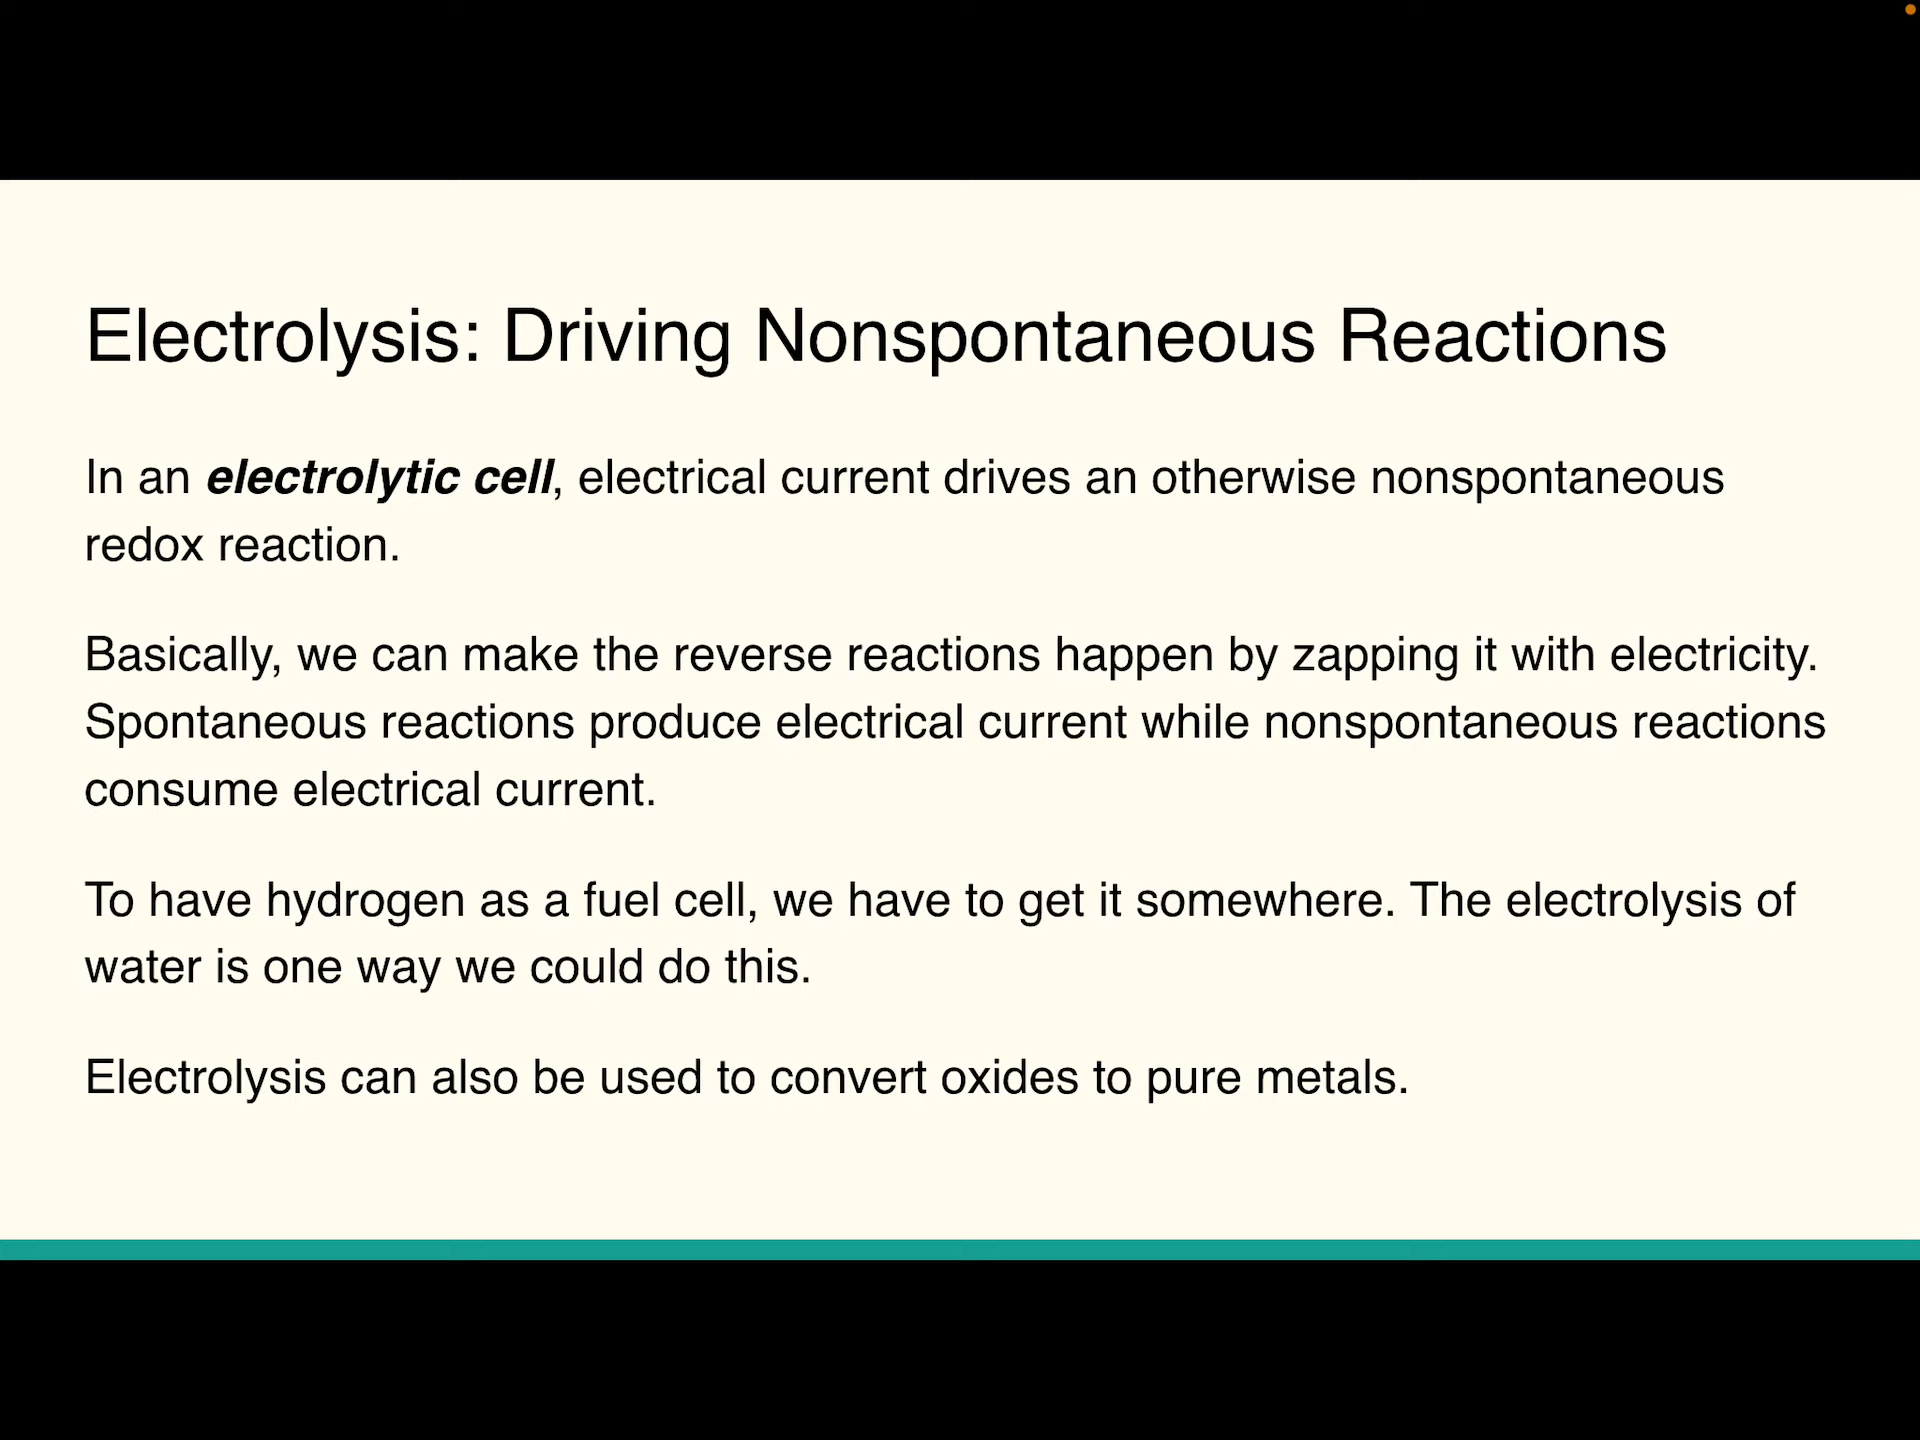 Electrolysis: Driving Nonspontaneous Reactions
In an electrolytic cell, electrical current drives an otherwise nonspontaneous
redox reaction.
Basically, we can make the reverse reactions happen by zapping it with electricity.
Spontaneous reactions produce electrical current while nonspontaneous reactions
consume electrical current.
To have hydrogen as a fuel cell, we have to get it somewhere. The electrolysis of
water is one way we could do this.
Electrolysis can also be used to convert oxides to pure metals.